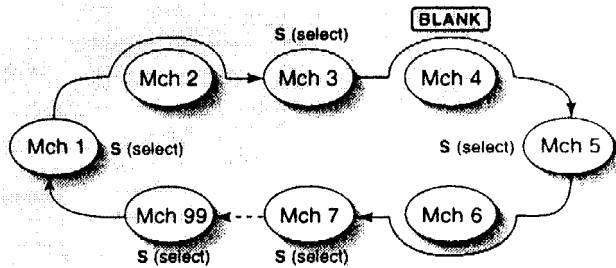 BLANK
S (select)
Mch 2
Mch 3
Mch 4
Mch 1
S (select)
S (select)
Mch 5
Mch 99
Mch 7
Mch 6
S (select)
S (select)